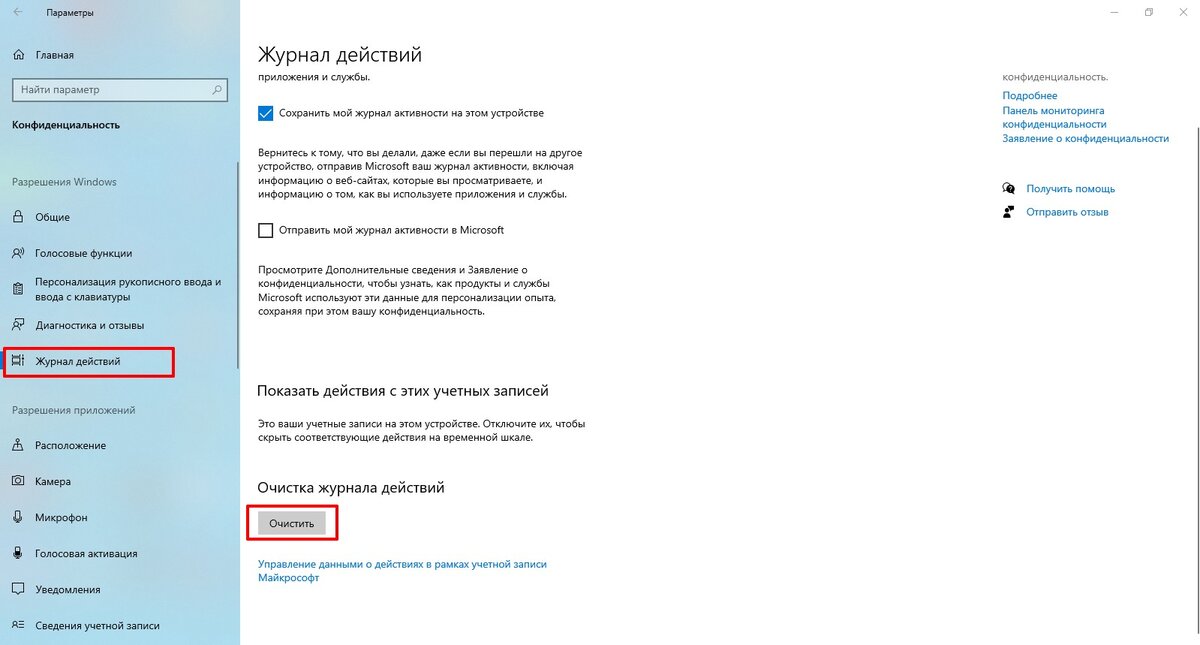 Параметры
Главная
Найти параметр
Конфиденциальность
Разрешения Windows
Общие
Голосовые функции
Персонализация рукописного ввода и
ввода с клавиатуры
Диагностика и отзывы
Журнал действий
Разрешения приложений
Расположение
Камера
Микрофон
Голосовая активация
Уведомления
Сведения учетной записи
Журнал действий
приложения и службы.
Сохранить мой журнал активности на этом устройстве
Вернитесь к тому, что вы делали, даже если вы перешли на другое
устройство, отправив Microsoft ваш журнал активности, включая
информацию о веб-сайтах, которые вы просматриваете, и
информацию о том, как вы используете приложения и службы.
Отправить мой журнал активности в Microsoft
Просмотрите Дополнительные сведения и Заявление о
конфиденциальности, чтобы узнать, как продукты и службы
Microsoft используют эти данные для персонализации опыта,
сохраняя при этом вашу конфиденциальность.
Показать действия с этих учетных записей
Это ваши учетные записи на этом устройстве. Отключите их, чтобы
скрыть соответствующие действия на временной шкале.
Очистка журнала действий
Очистить
Управление данными о действиях в рамках учетной записи
Майкрософт
конфиденциальность.
Подробнее
Панель мониторинга
конфиденциальности
Заявление о конфиденциальности
Получить помощь
Отправить отзыв